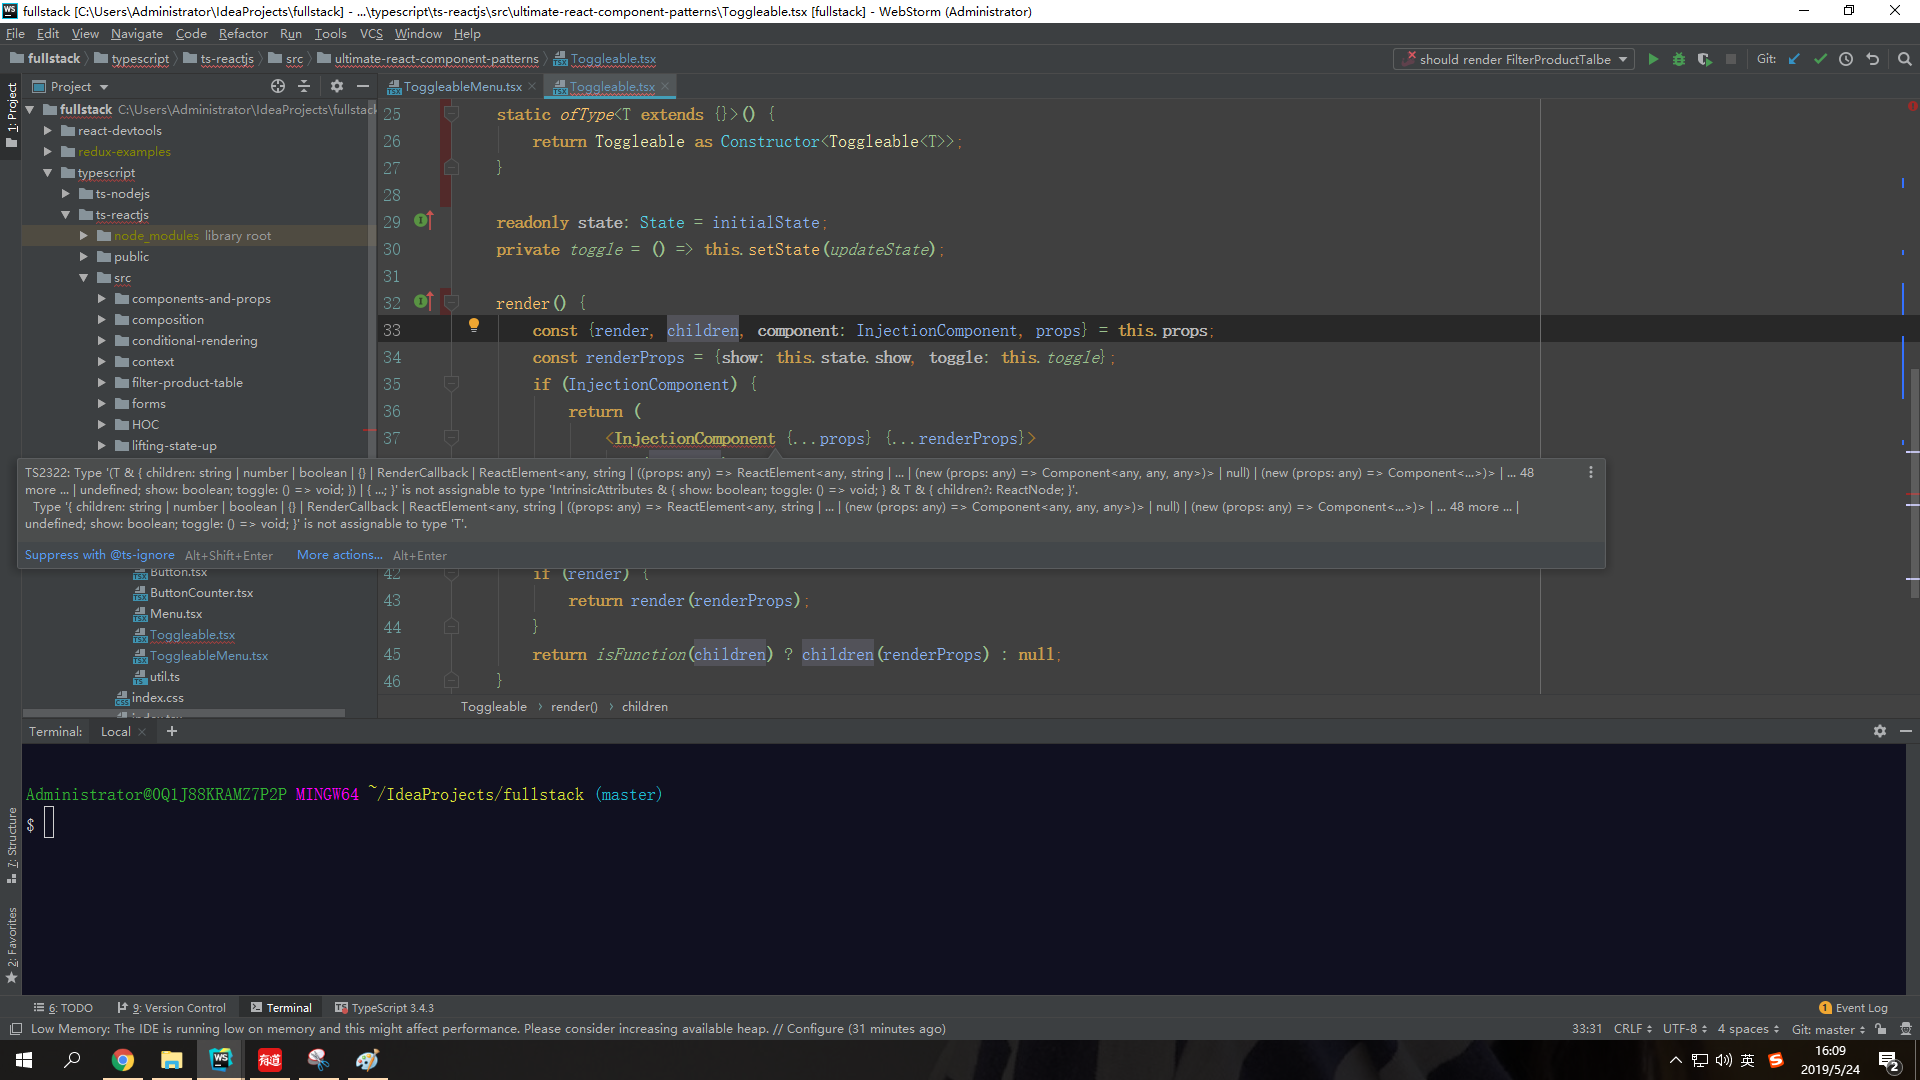 fullstack [C:\Users\Administrator\IdeaProjects\fullstack] - ...\typescript\ts-reactjs\src\ultimate-react-component-patterns\Toggleable.tsx [fullstack] - WebStorm (Administrator)
File Edit View Navigate Code Refactor Run Tools VCS Window Help
fullstack typescript ts-reactjs src ultimate-react-component-patterns Toggleable.tsx should render FilterProductTalbe Git:
1: Project
Project
ToggleableMenu.tsx Toggleable.tsx
fullstack C:\Users\Administrator\IdeaProjects\fullstack
react-devtools
redux-examples
typescript
ts-nodejs
ts-reactjs
node_modules library root
public
src
components-and-props
composition
conditional-rendering
context
filter-product-table
forms
HOC
lifting-state-up
25 static ofType<T extends {}>() {
26 return Toggleable as Constructor<Toggleable<T>>;
27 }
28
29 readonly state: State = initialState;
30 private toggle = () => this.setState(updateState);
31
32 render() {
33 const {render, children, component: InjectionComponent, props} = this.props;
34 const renderProps = {show: this.state.show, toggle: this.toggle};
35 if (InjectionComponent) {
36 return (
37 <InjectionComponent {...props} {...renderProps}>
TS2322: Type '(T & { children: string | number | boolean | {} | RenderCallback | ReactElement<any, string | ((props: any) => ReactElement<any, string | ... | (new (props: any) => Component<any, any, any>)> | null) | (new (props: any) => Component<...>)> | ... 48
more ... | undefined; show: boolean; toggle: () => void; }) | { ...; }' is not assignable to type 'IntrinsicAttributes & { show: boolean; toggle: () => void; } & T & { children?: ReactNode; }'.
Type '{ children: string | number | boolean | {} | RenderCallback | ReactElement<any, string | ((props: any) => ReactElement<any, string | ... | (new (props: any) => Component<any, any, any>)> | null) | (new (props: any) => Component<...>)> | ... 48 more ... |
undefined; show: boolean; toggle: () => void; }' is not assignable to type 'T'.
Suppress with @ts-ignore Alt+Shift+Enter More actions... Alt+Enter
Button.tsx
ButtonCounter.tsx
Menu.tsx
Toggleable.tsx
ToggleableMenu.tsx
util.ts
index.css
index.tsx
42 if (render) {
43 return render(renderProps);
44 }
45 return isFunction(children) ? children(renderProps) : null;
46 }
Toggleable › render() › children
Terminal: Local +
Administrator@0Q1J88KRAMZ7P2P MINGW64 ~/IdeaProjects/fullstack (master)
$
7: Structure
2: Favorites
6: TODO 9: Version Control Terminal TypeScript 3.4.3 1 Event Log
Low Memory: The IDE is running low on memory and this might affect performance. Please consider increasing available heap. // Configure (31 minutes ago) 33:31 CRLF UTF-8 4 spaces Git: master
WS 有道 英 S 16:09
2019/5/24 2